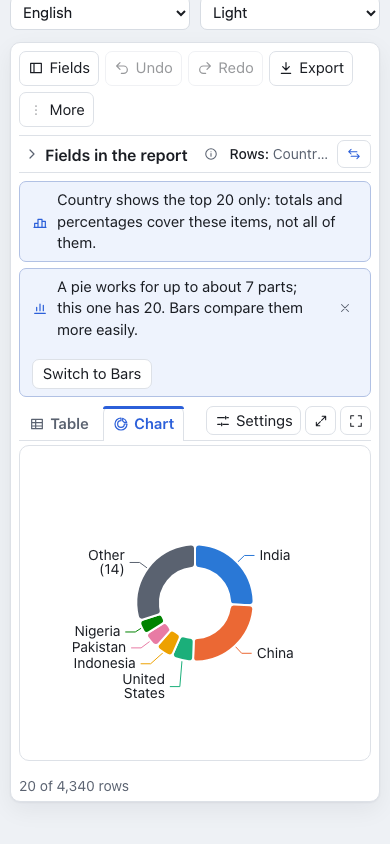 English
Light
Fields
Undo
Redo
Export
More
Fields in the report
Rows: Countr...
Country shows the top 20 only: totals and
percentages cover these items, not all of
them.
A pie works for up to about 7 parts;
this one has 20. Bars compare them
more easily.
Switch to Bars
Table
Chart
Settings
Other
(14)
India
Nigeria
Pakistan
Indonesia
United
States
China
20 of 4,340 rows